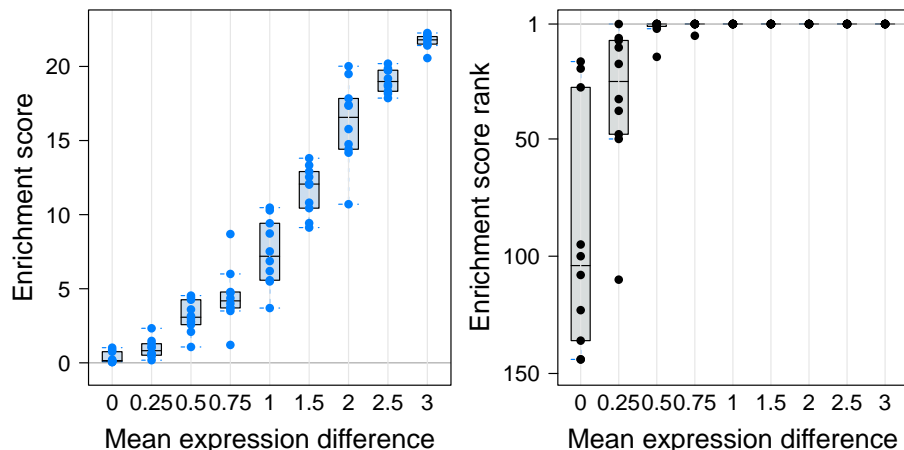 Enrichment score
20
15
10
5
0
0 0.25 0.5 0.75 1 1.5 2 2.5 3
Mean expression difference
Enrichment score rank
1
50
100
150
0 0.25 0.5 0.75 1 1.5 2 2.5 3
Mean expression difference